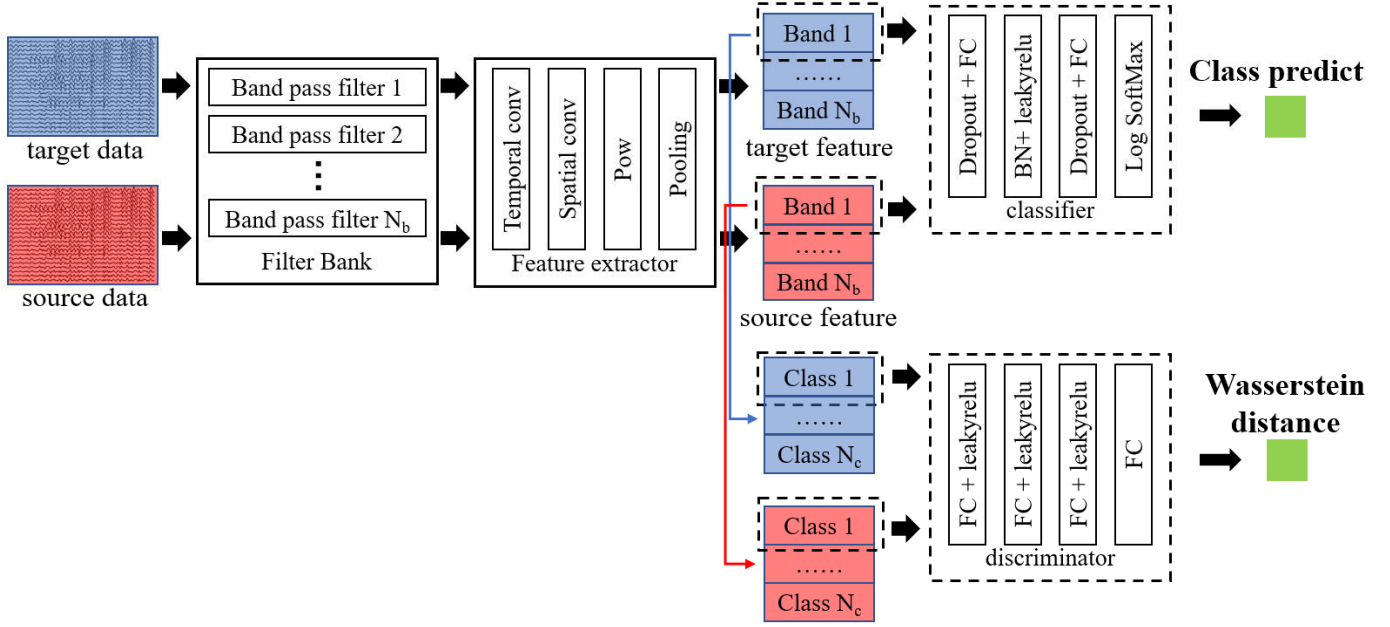 target data
source data
Band pass filter 1
Band pass filter 2
⋮
Band pass filter N_b
Filter Bank
Temporal conv
Spatial conv
Pow
Pooling
Feature extractor
Band 1
......
Band N_b
target feature
Band 1
......
Band N_b
source feature
Dropout + FC
BN+ leakyrelu
Dropout + FC
Log SoftMax
classifier
Class predict
Class 1
......
Class N_c
Class 1
......
Class N_c
FC + leakyrelu
FC + leakyrelu
FC + leakyrelu
FC
discriminator
Wasserstein
distance